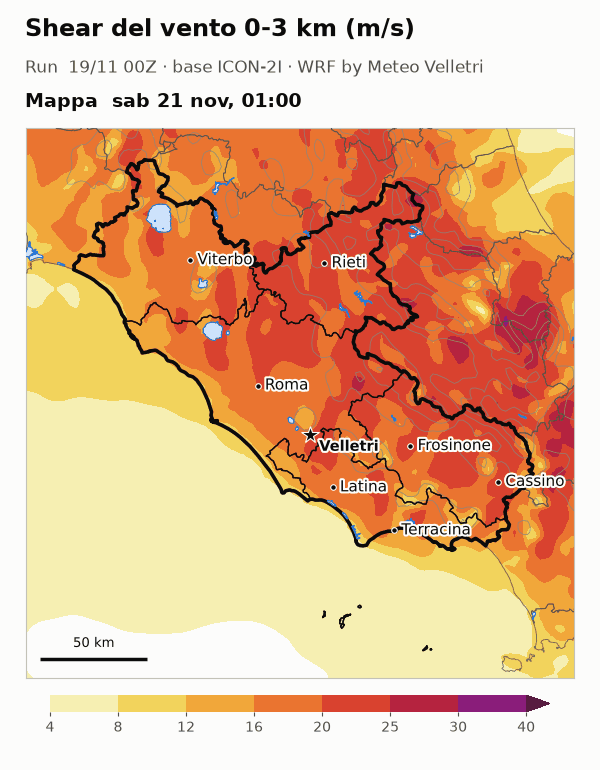 Shear del vento 0-3 km (m/s)
Run  19/11 00Z · base ICON-2I · WRF by Meteo Velletri
Mappa  sab 21 nov, 01:00
Viterbo
Rieti
Roma
Velletri
Frosinone
Latina
Cassino
Terracina
50 km
4 8 12 16 20 25 30 40